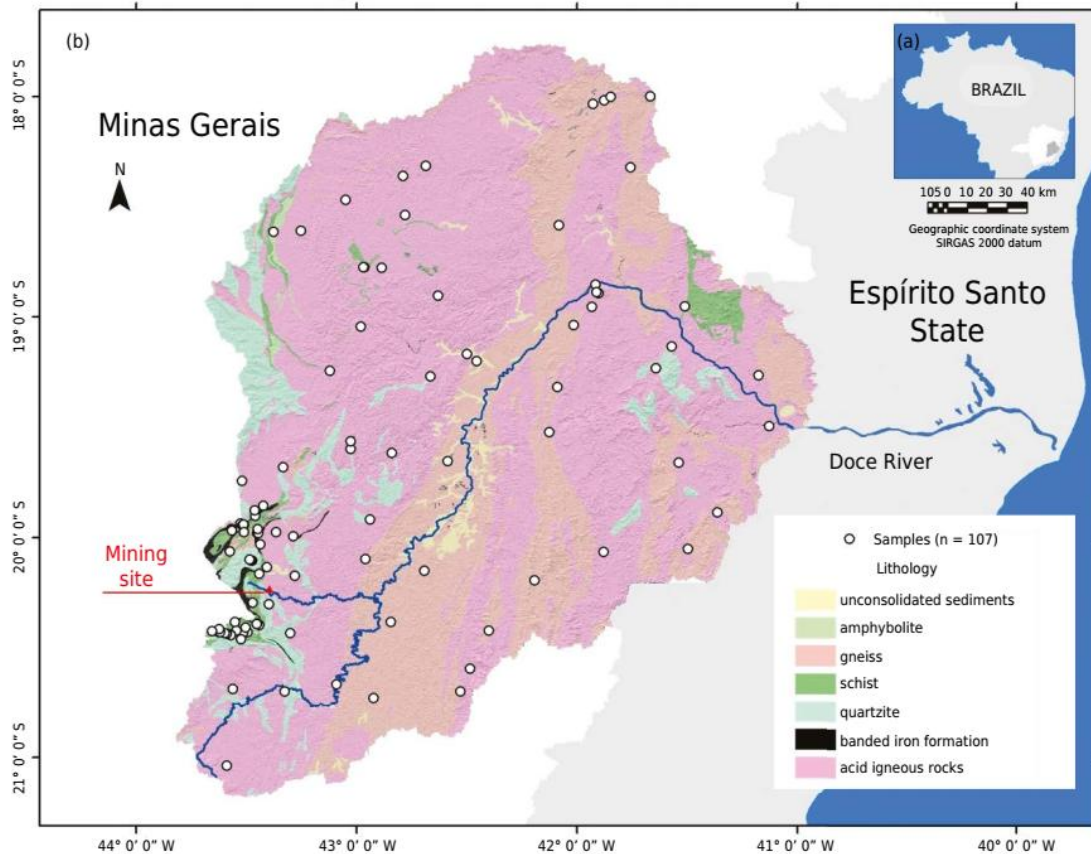 (b)
(a)
BRAZIL
Minas Gerais
N
105 0 10 20 30 40 km
Geographic coordinate system
SIRGAS 2000 datum
Espírito Santo
State
Doce River
Mining
site
Samples (n = 107)
Lithology
unconsolidated sediments
amphybolite
gneiss
schist
quartzite
banded iron formation
acid igneous rocks
18° 0' 0" S
19° 0' 0" S
20° 0' 0" S
21° 0' 0" S
44° 0' 0" W
43° 0' 0" W
42° 0' 0" W
41° 0' 0" W
40° 0' 0" W